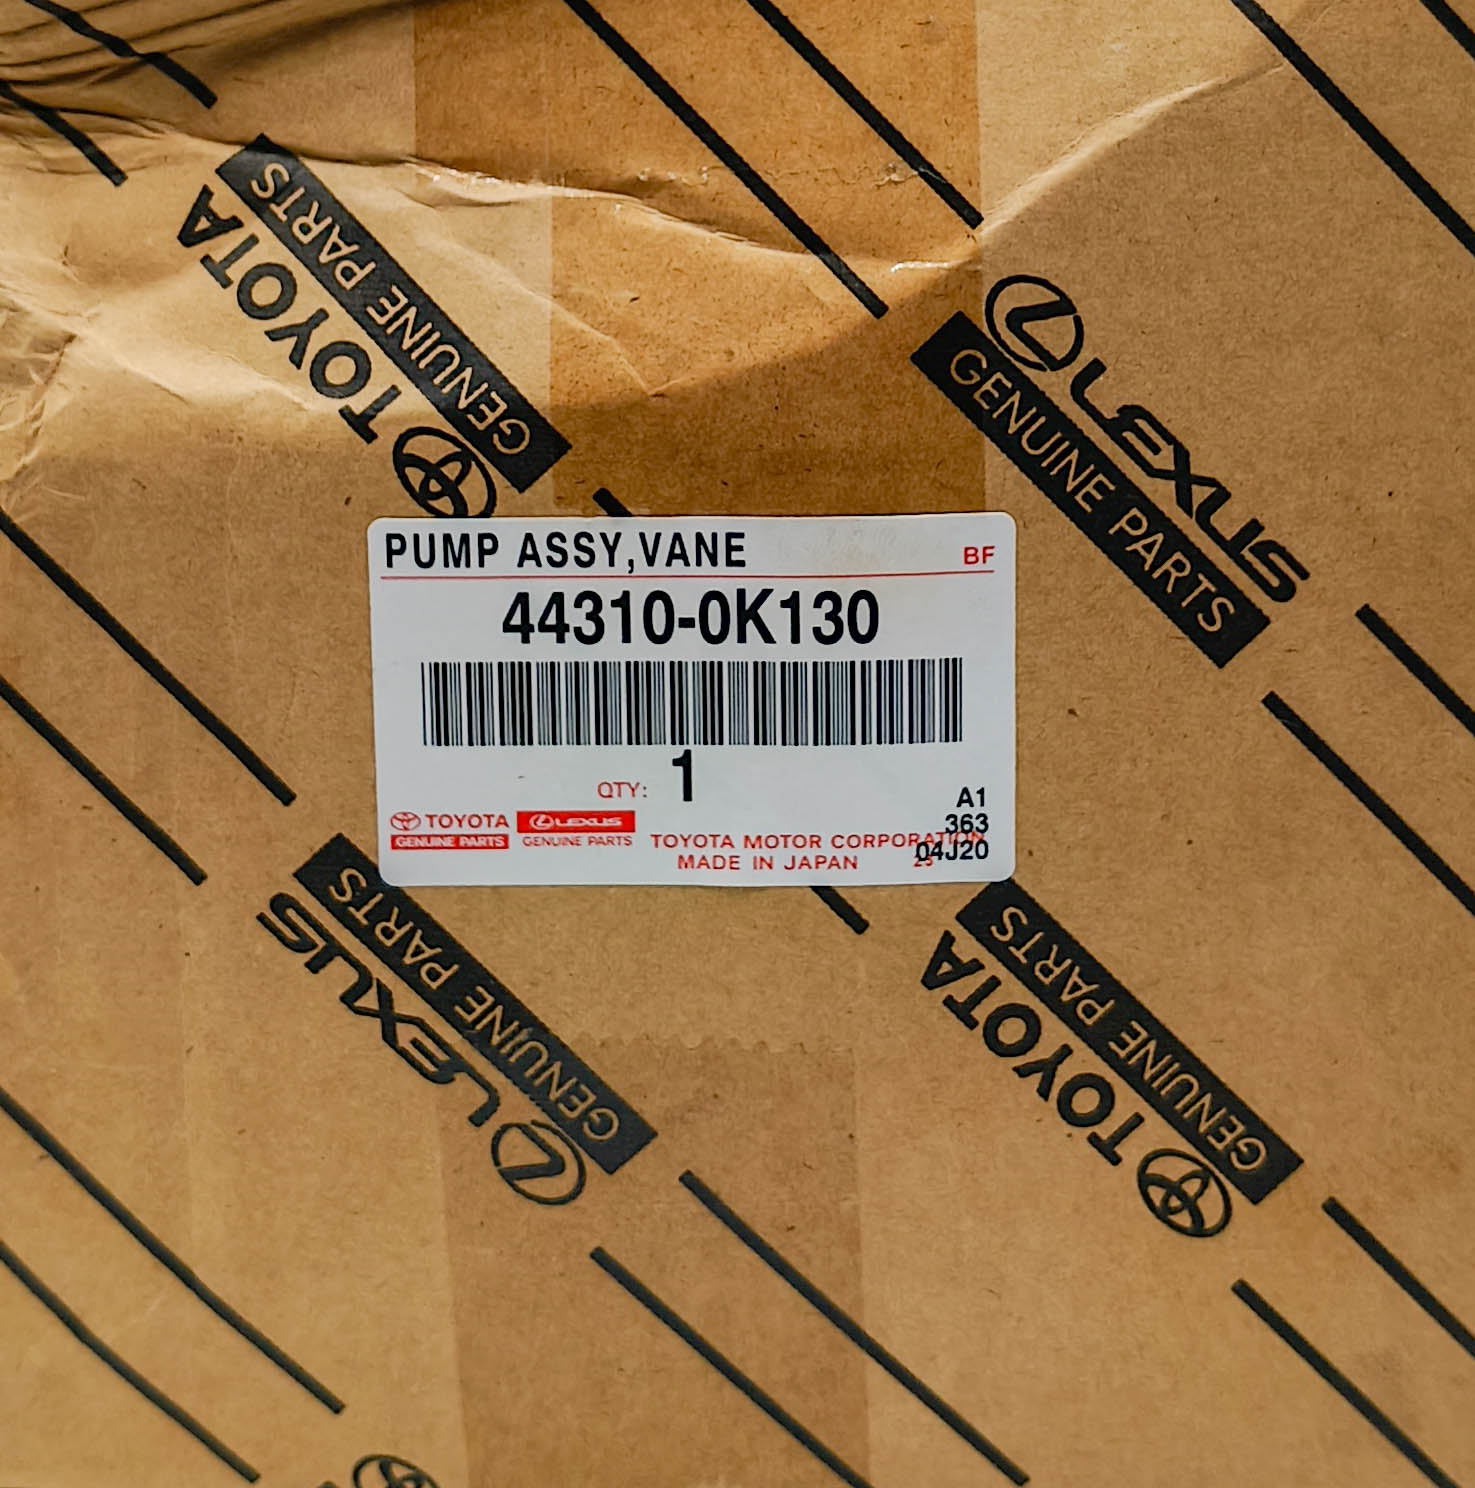 TOYOTA
GENUINE PARTS
LEXUS
GENUINE PARTS
PUMP ASSY,VANE
BF
44310-0K130
QTY: 1
A1
363
04J20
TOYOTA
GENUINE PARTS
LEXUS
GENUINE PARTS
TOYOTA MOTOR CORPORATION
MADE IN JAPAN
LEXUS
GENUINE PARTS
TOYOTA
GENUINE PARTS